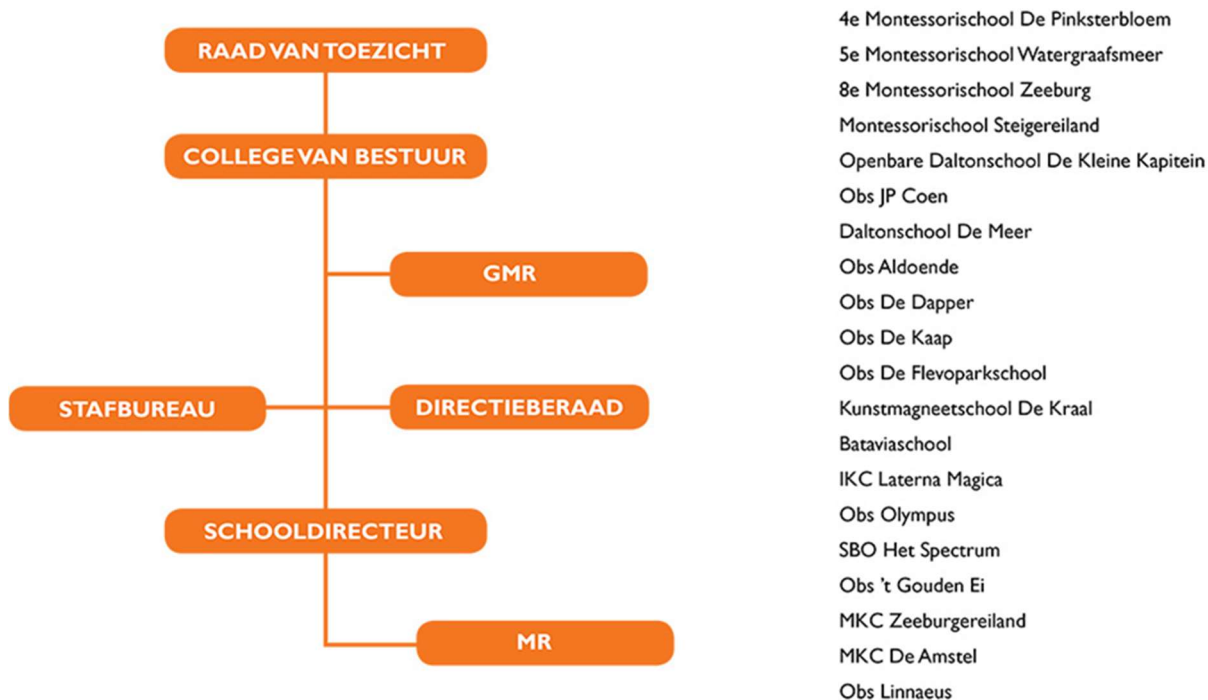 RAAD VAN TOEZICHT
COLLEGE VAN BESTUUR
GMR
STAFBUREAU
DIRECTIEBERAAD
SCHOOLDIRECTEUR
MR
4e Montessorischool De Pinksterbloem
5e Montessorischool Watergraafsmeer
8e Montessorischool Zeeburg
Montessorischool Steigereiland
Openbare Daltonschool De Kleine Kapitein
Obs JP Coen
Daltonschool De Meer
Obs Aldoende
Obs De Dapper
Obs De Kaap
Obs De Flevoparkschool
Kunstmagneetschool De Kraal
Bataviaschool
IKC Laterna Magica
Obs Olympus
SBO Het Spectrum
Obs 't Gouden Ei
MKC Zeeburgereiland
MKC De Amstel
Obs Linnaeus